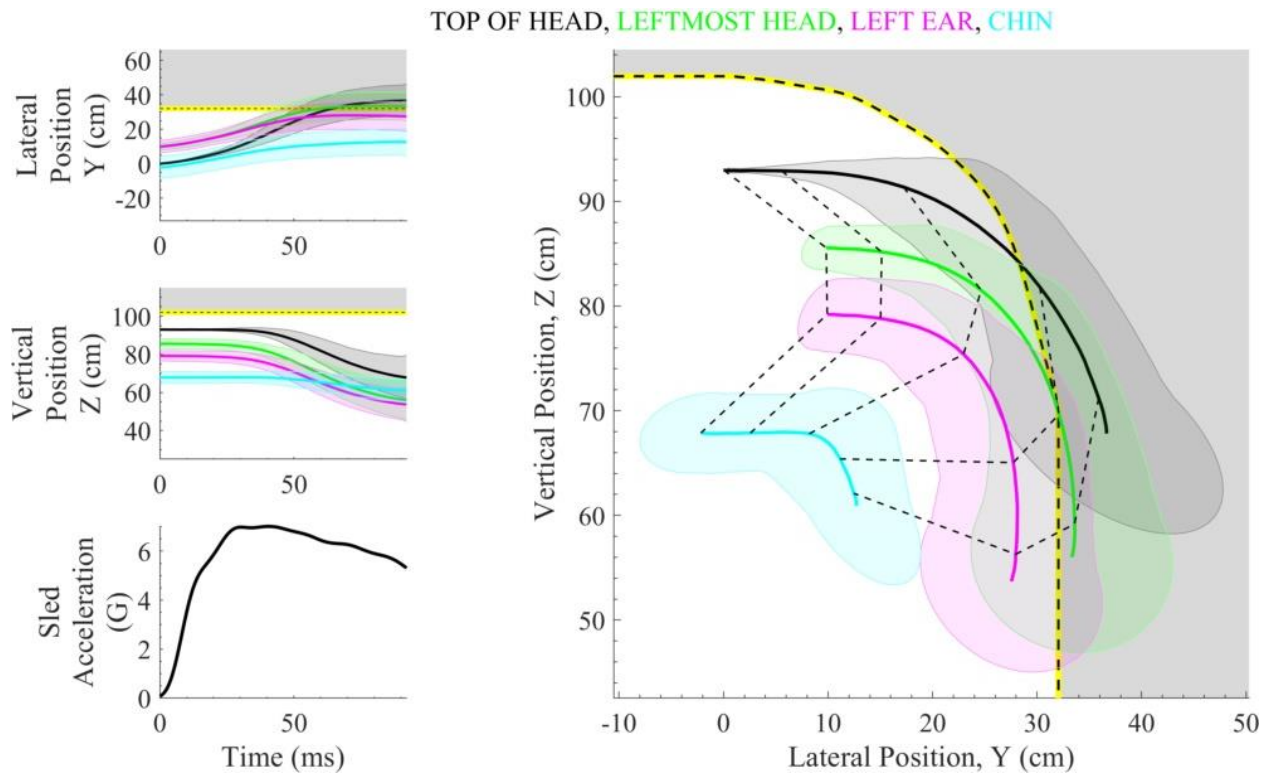 TOP OF HEAD, LEFTMOST HEAD, LEFT EAR, CHIN
Lateral
Position
Y (cm)
60
40
20
0
-20
0
50
Vertical
Position
Z (cm)
100
80
60
40
0
50
Sled
Acceleration
(G)
6
4
2
0
0
50
Time (ms)
Vertical Position, Z (cm)
100
90
80
70
60
50
-10
0
10
20
30
40
50
Lateral Position, Y (cm)